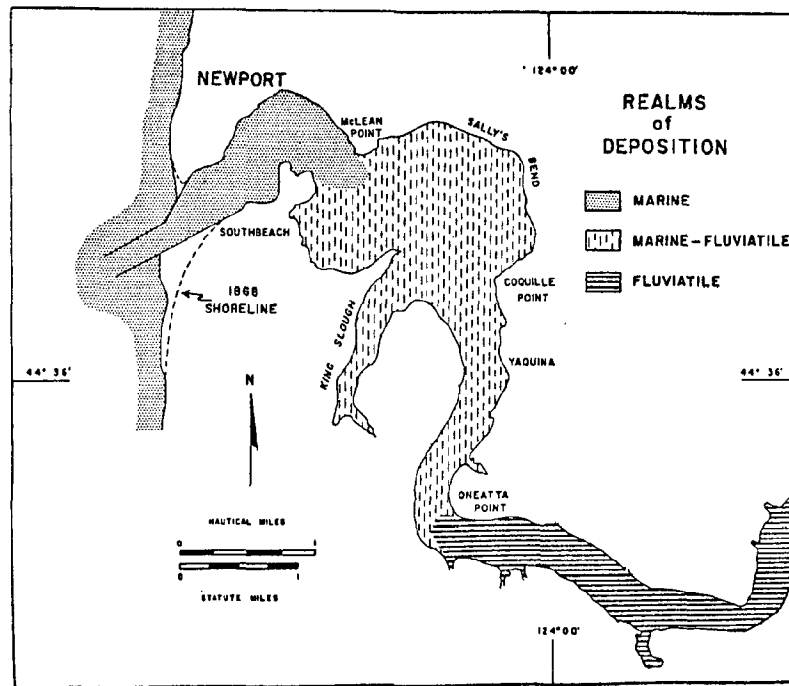 124° 00'
NEWPORT
REALMS
of
DEPOSITION
McLEAN
POINT
SALLY'S
BEND
MARINE
SOUTHBEACH
MARINE-FLUVIATILE
1868
SHORELINE
COQUILLE
POINT
FLUVIATILE
KING SLOUGH
YAQUINA
44° 36'
44° 36'
N
ONEATTA
POINT
NAUTICAL MILES
0 1
0 1
STATUTE MILES
124° 00'